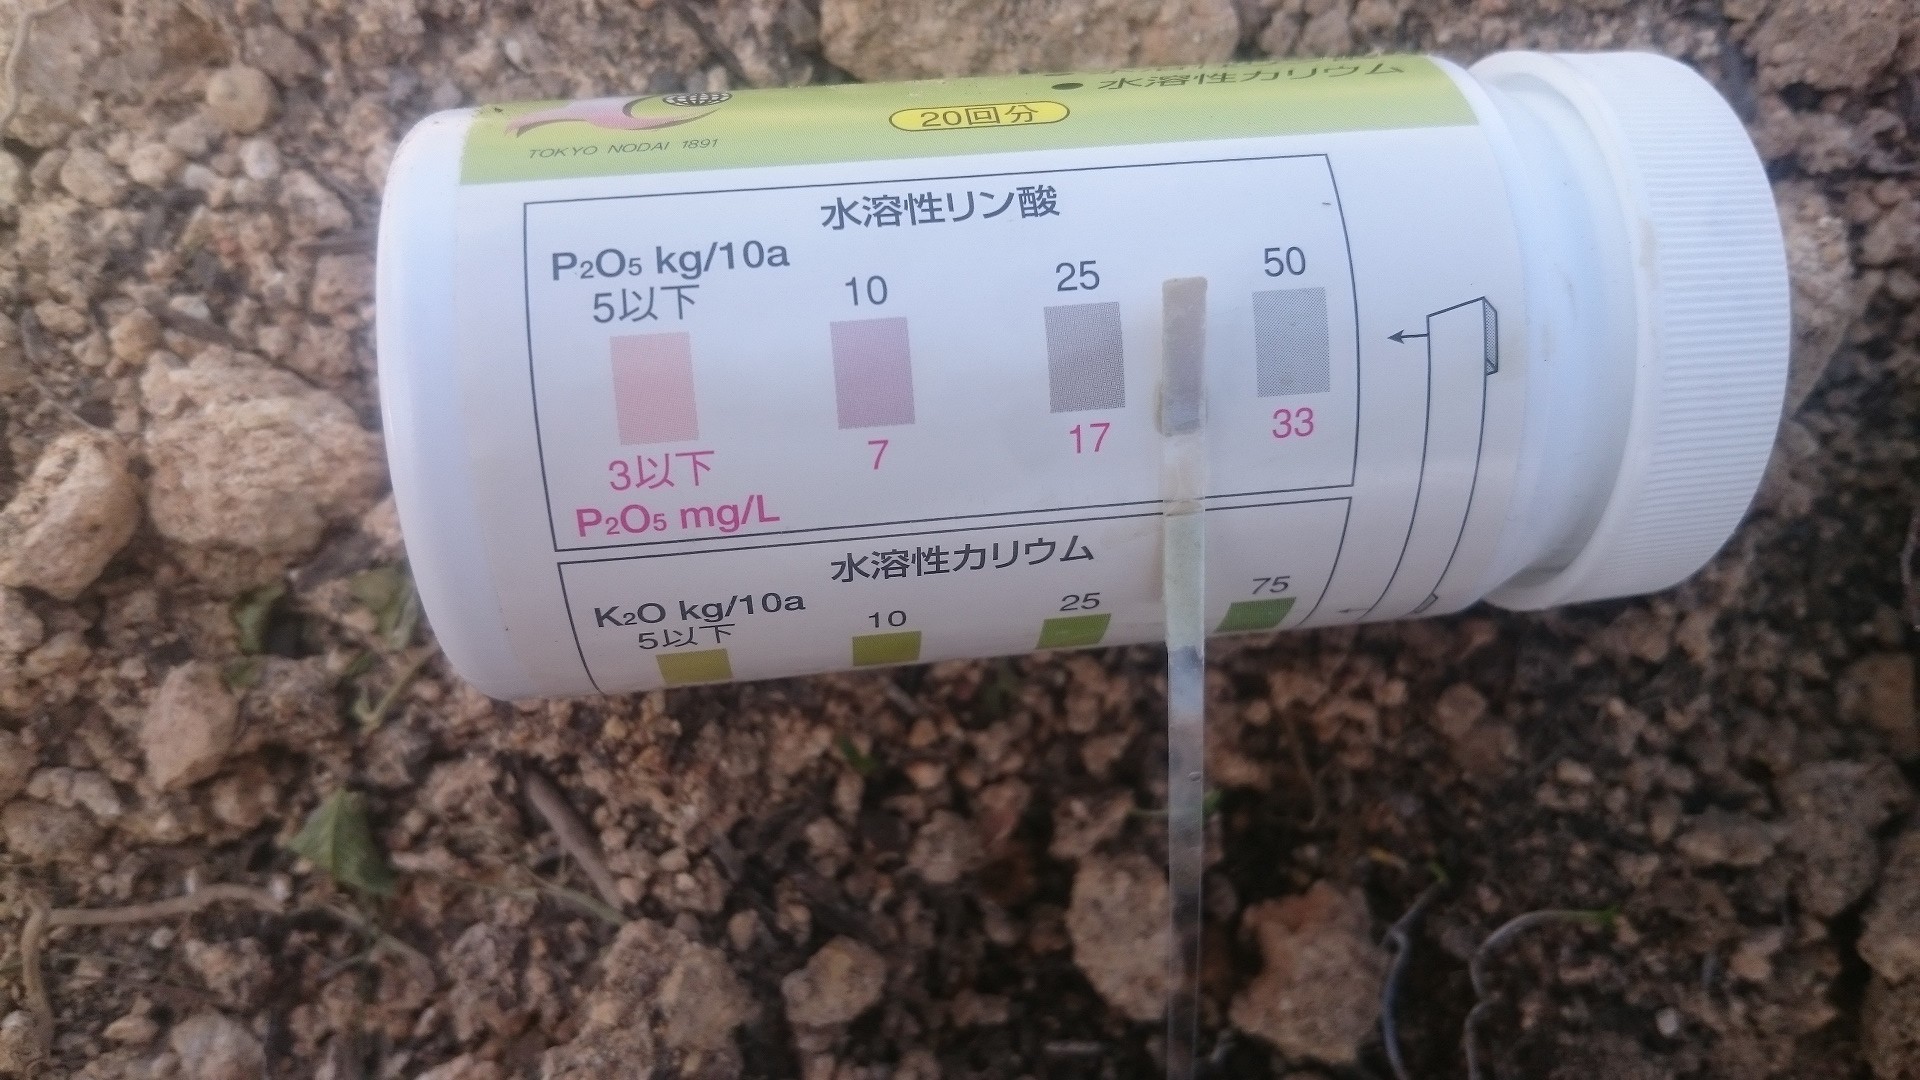 水溶性カリウム
20回分
TOKYO NODAI 1891
水溶性リン酸
P2O5 kg/10a
5以下 10 25 50
3以下 7 17 33
P2O5 mg/L
水溶性カリウム
K2O kg/10a
5以下 10 25 75